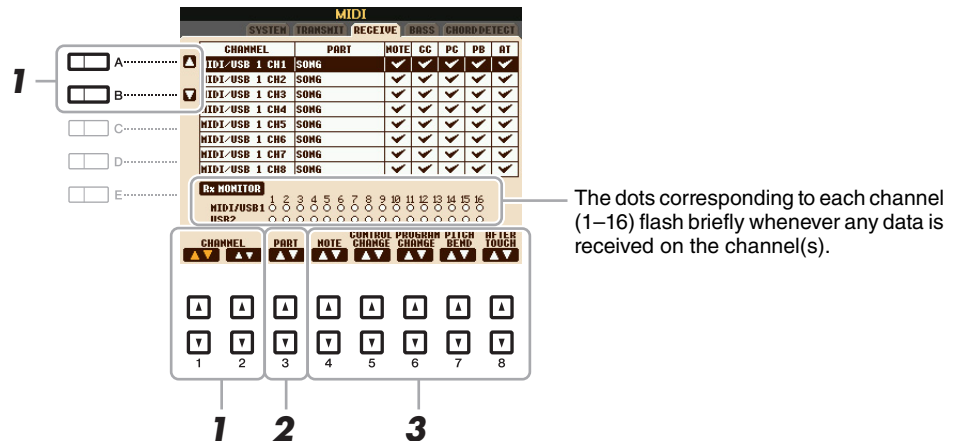 MIDI
SYSTEM TRANSMIT RECEIVE BASS CHORD DETECT
CHANNEL PART NOTE CC PC PB AT
MIDI/USB 1 CH1 SONG
MIDI/USB 1 CH2 SONG
MIDI/USB 1 CH3 SONG
MIDI/USB 1 CH4 SONG
MIDI/USB 1 CH5 SONG
MIDI/USB 1 CH6 SONG
MIDI/USB 1 CH7 SONG
MIDI/USB 1 CH8 SONG
1
A
B
C
D
E
Rx MONITOR
1 2 3 4 5 6 7 8 9 10 11 12 13 14 15 16
MIDI/USB1
USB2
The dots corresponding to each channel
(1–16) flash briefly whenever any data is
received on the channel(s).
CHANNEL PART NOTE CONTROL CHANGE PROGRAM CHANGE PITCH BEND AFTER TOUCH
1 2 3 4 5 6 7 8
1 2 3